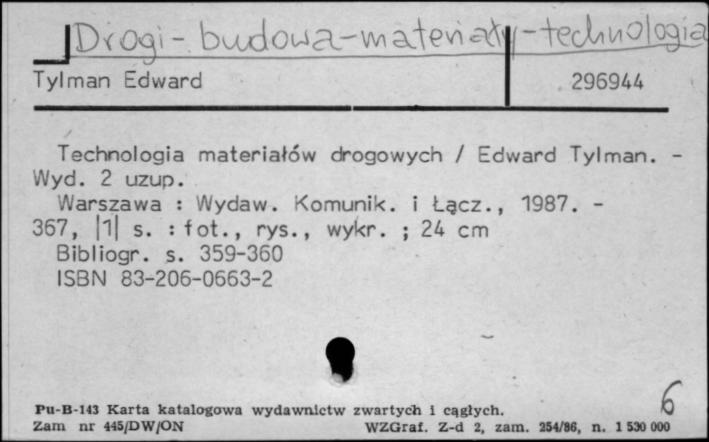 Drogi - budowa - materiały - technologia
Tylman Edward 296944
Technologia materiałów drogowych / Edward Tylman. -
Wyd. 2 uzup.
Warszawa : Wydaw. Komunik. i Łącz., 1987. -
367, |1| s. : fot., rys., wykr. ; 24 cm
Bibliogr. s. 359-360
ISBN 83-206-0663-2
6
Pu-B-143 Karta katalogowa wydawnictw zwartych i ciągłych.
Zam nr 445/DW/ON WZGraf. Z-d 2, zam. 254/86, n. 1 530 000